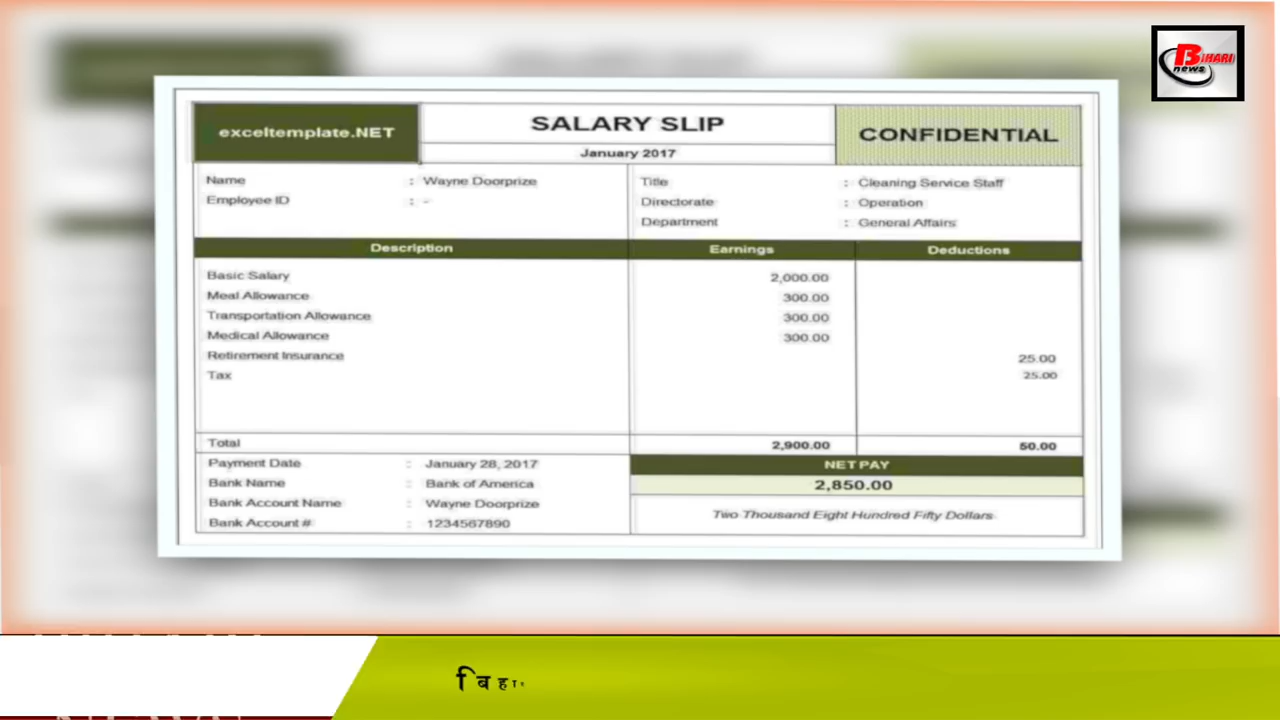 BIHARI
news
exceltemplate.NET
SALARY SLIP
CONFIDENTIAL
January 2017
Name : Wayne Doorprize Title : Cleaning Service Staff
Employee ID : - Directorate : Operation
Department : General Affairs
Description Earnings Deductions
Basic Salary 2,000.00
Meal Allowance 300.00
Transportation Allowance 300.00
Medical Allowance 300.00
Retirement Insurance 25.00
Tax 25.00
Total 2,900.00 50.00
Payment Date : January 28, 2017 NET PAY
Bank Name : Bank of America 2,850.00
Bank Account Name : Wayne Doorprize Two Thousand Eight Hundred Fifty Dollars
Bank Account # : 1234567890